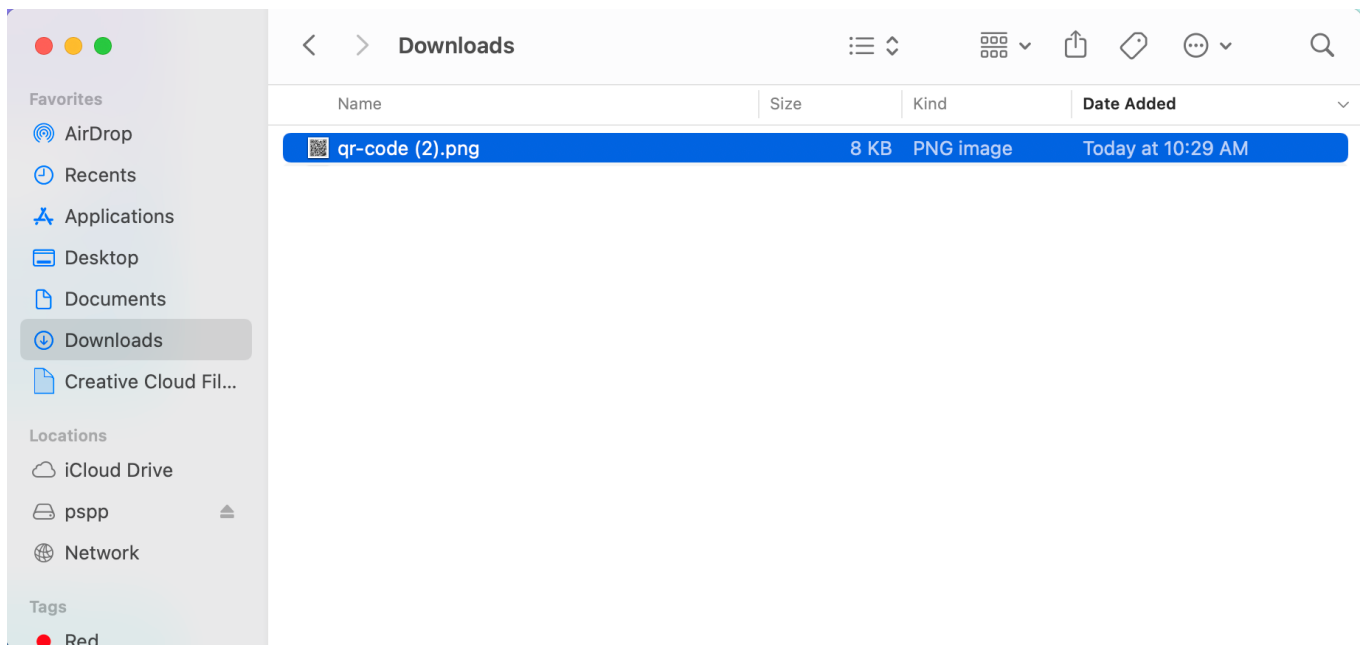 Downloads
Name Size Kind Date Added
qr-code (2).png 8 KB PNG image Today at 10:29 AM
Favorites
AirDrop
Recents
Applications
Desktop
Documents
Downloads
Creative Cloud Fil...
Locations
iCloud Drive
pspp
Network
Tags
Red